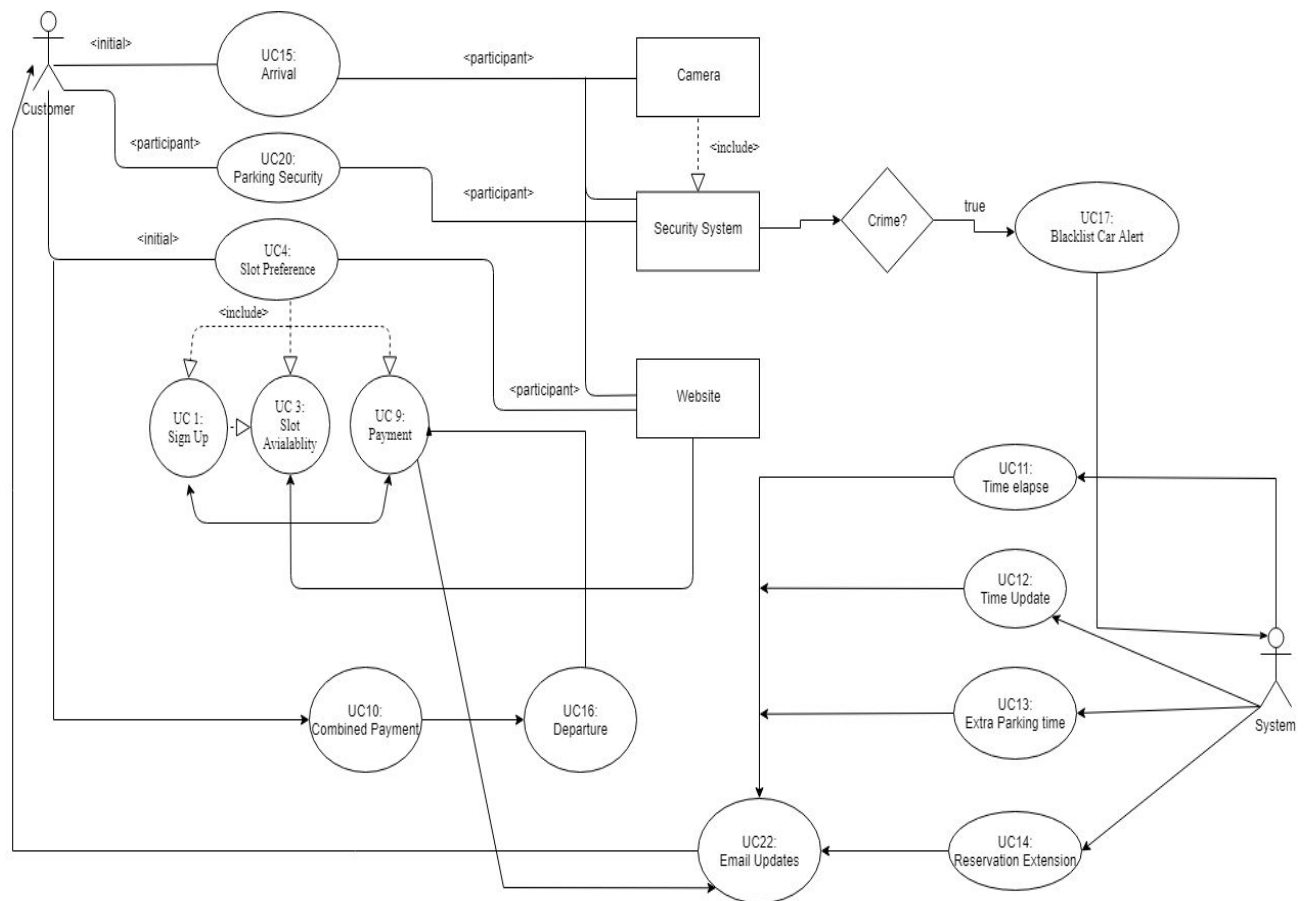 <initial>
UC15:
Arrival
<participant>
Camera
Customer
<participant>
UC20:
Parking Security
<participant>
<include>
Security System
Crime?
true
UC17:
Blacklist Car Alert
<initial>
UC4:
Slot Preference
<include>
UC 1:
Sign Up
UC 3:
Slot
Avialablity
UC 9:
Payment
<participant>
Website
UC11:
Time elapse
UC12:
Time Update
UC10:
Combined Payment
UC16:
Departure
UC13:
Extra Parking time
System
UC22:
Email Updates
UC14:
Reservation Extension